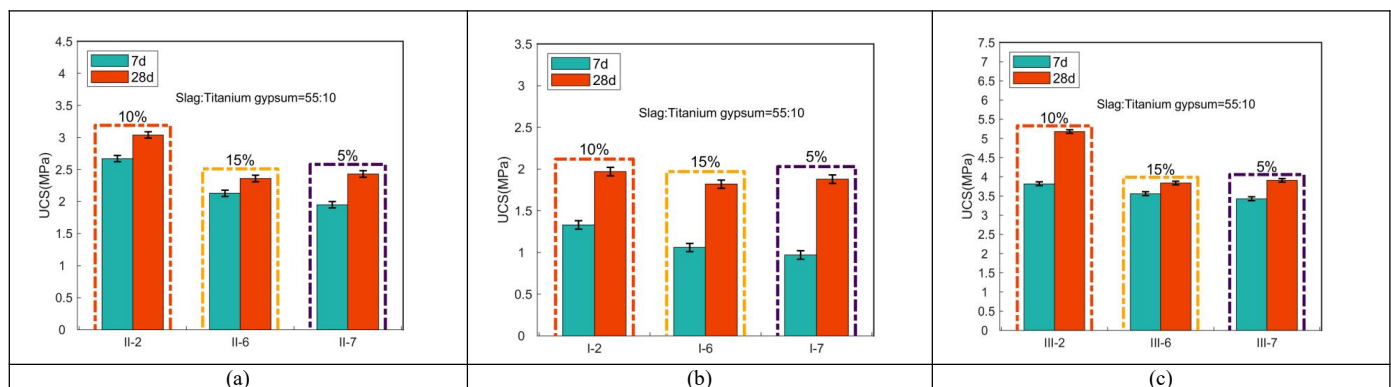 4.5
4
3.5
3
2.5
2
1.5
1
0.5
0
UCS(MPa)
7d
28d
Slag:Titanium gypsum=55:10
10%
15%
5%
II-2
II-6
II-7
(a)
3.5
3
2.5
2
1.5
1
0.5
0
UCS(MPa)
7d
28d
Slag:Titanium gypsum=55:10
10%
15%
5%
I-2
I-6
I-7
(b)
7.5
7
6.5
6
5.5
5
4.5
4
3.5
3
2.5
2
1.5
1
0.5
0
UCS(MPa)
7d
28d
Slag:Titanium gypsum=55:10
10%
15%
5%
III-2
III-6
III-7
(c)